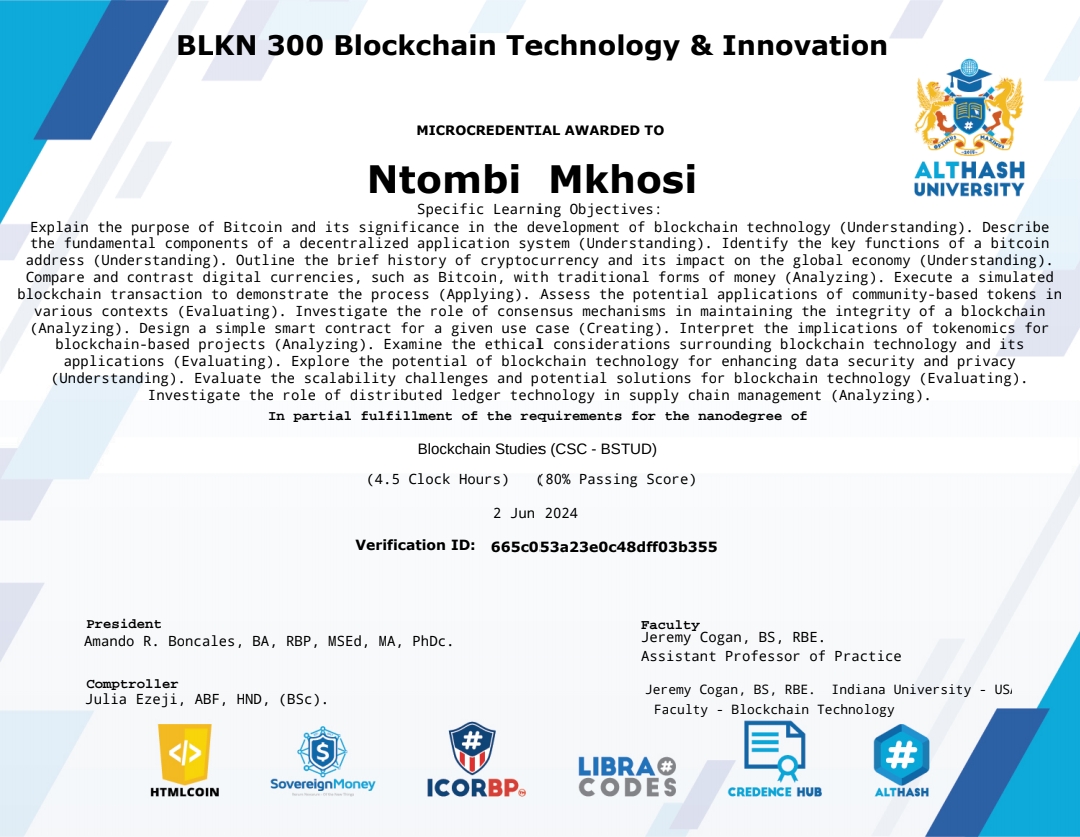 BLKN 300 Blockchain Technology & Innovation
MICROCREDENTIAL AWARDED TO
Ntombi Mkhosi
OPTIMUS
MAXIMUS
ALTHASH
UNIVERSITY
Specific Learning Objectives:
Explain the purpose of Bitcoin and its significance in the development of blockchain technology (Understanding). Describe
the fundamental components of a decentralized application system (Understanding). Identify the key functions of a bitcoin
address (Understanding). Outline the brief history of cryptocurrency and its impact on the global economy (Understanding).
Compare and contrast digital currencies, such as Bitcoin, with traditional forms of money (Analyzing). Execute a simulated
blockchain transaction to demonstrate the process (Applying). Assess the potential applications of community-based tokens in
various contexts (Evaluating). Investigate the role of consensus mechanisms in maintaining the integrity of a blockchain
(Analyzing). Design a simple smart contract for a given use case (Creating). Interpret the implications of tokenomics for
blockchain-based projects (Analyzing). Examine the ethical considerations surrounding blockchain technology and its
applications (Evaluating). Explore the potential of blockchain technology for enhancing data security and privacy
(Understanding). Evaluate the scalability challenges and potential solutions for blockchain technology (Evaluating).
Investigate the role of distributed ledger technology in supply chain management (Analyzing).
In partial fulfillment of the requirements for the nanodegree of
Blockchain Studies (CSC - BSTUD)
(4.5 Clock Hours) (80% Passing Score)
2 Jun 2024
Verification ID: 665c053a23e0c48dff03b355
President
Amando R. Boncales, BA, RBP, MSEd, MA, PhDc.
Comptroller
Julia Ezeji, ABF, HND, (BSc).
Faculty
Jeremy Cogan, BS, RBE.
Assistant Professor of Practice
Jeremy Cogan, BS, RBE. Indiana University - USA
Faculty - Blockchain Technology
HTMLCOIN
SovereignMoney
ICORBP
LIBRA#
CODES
CREDENCE HUB
ALTHASH